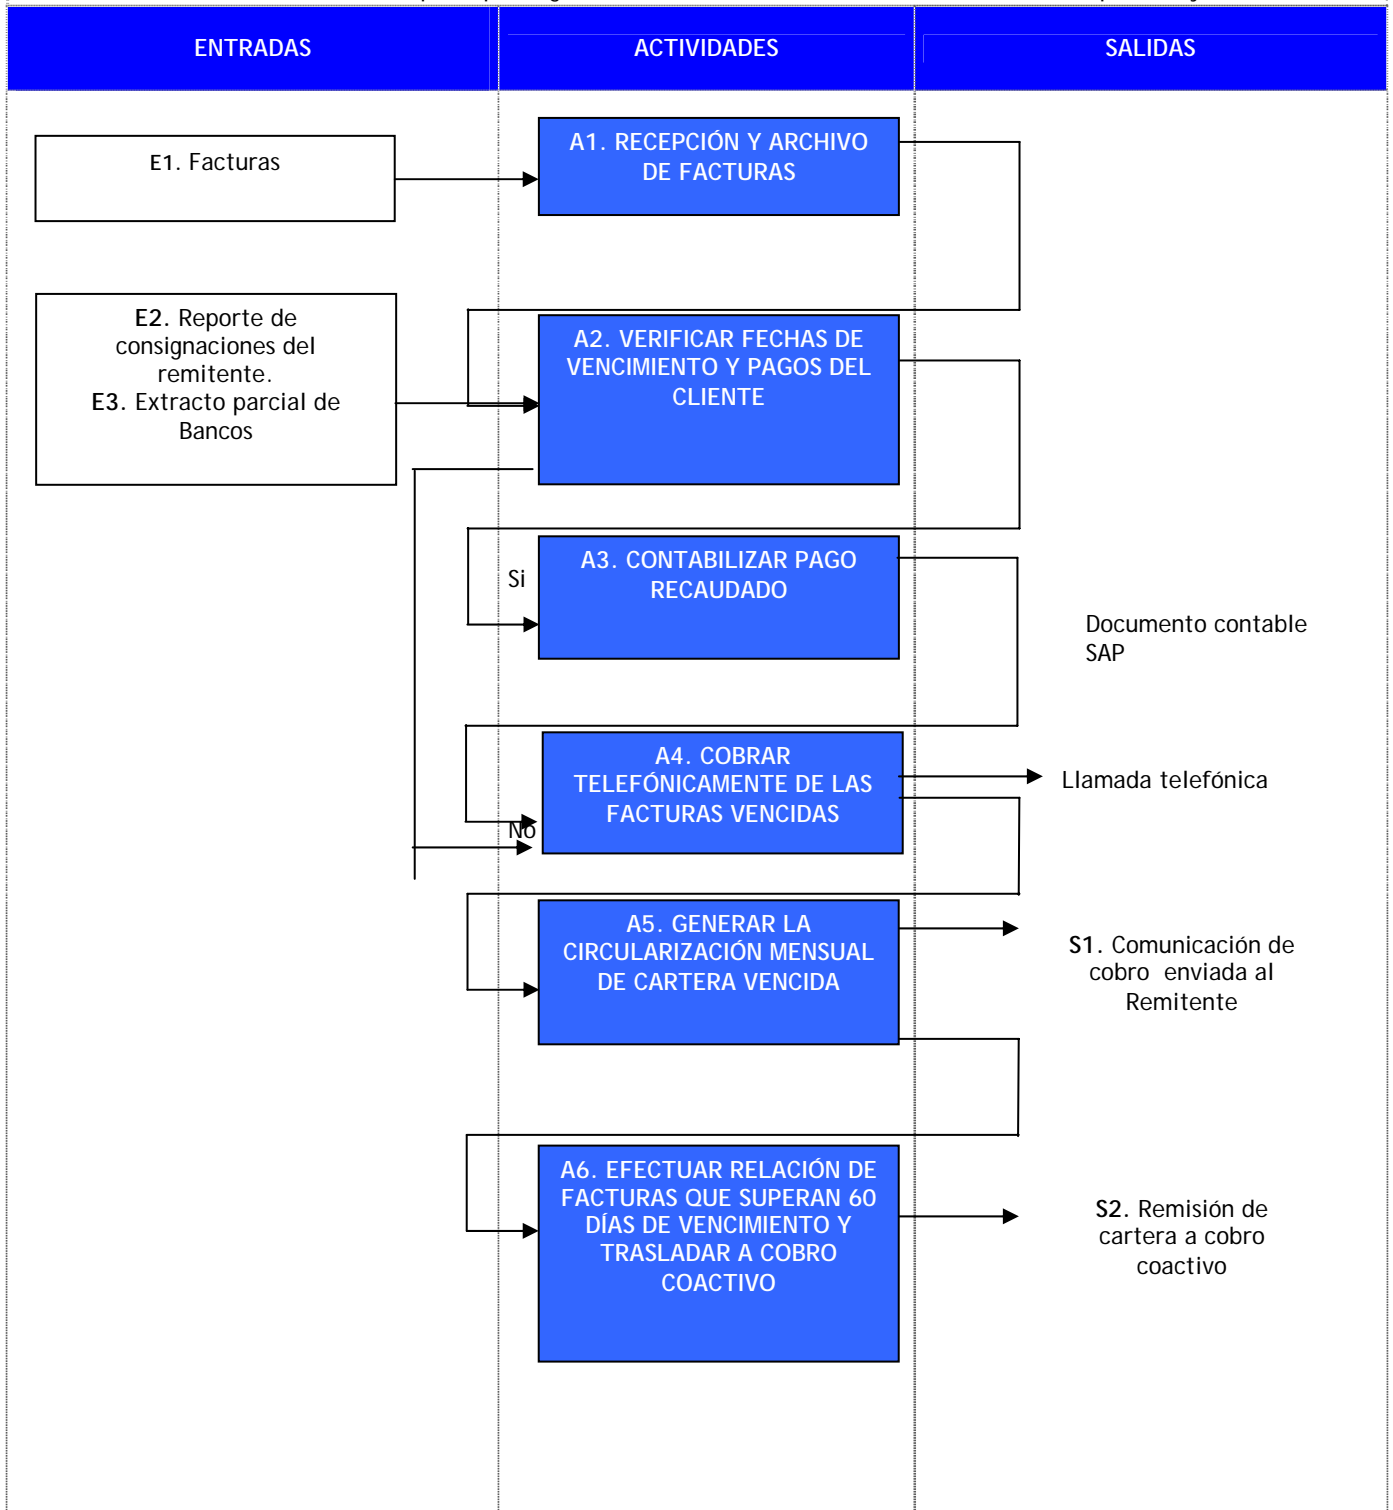 ENTRADAS
ACTIVIDADES
SALIDAS
E1. Facturas
A1. RECEPCIÓN Y ARCHIVO
DE FACTURAS
E2. Reporte de
consignaciones del
remitente.
E3. Extracto parcial de
Bancos
A2. VERIFICAR FECHAS DE
VENCIMIENTO Y PAGOS DEL
CLIENTE
Si
A3. CONTABILIZAR PAGO
RECAUDADO
Documento contable
SAP
A4. COBRAR
TELEFÓNICAMENTE DE LAS
FACTURAS VENCIDAS
No
Llamada telefónica
A5. GENERAR LA
CIRCULARIZACIÓN MENSUAL
DE CARTERA VENCIDA
S1. Comunicación de
cobro enviada al
Remitente
A6. EFECTUAR RELACIÓN DE
FACTURAS QUE SUPERAN 60
DÍAS DE VENCIMIENTO Y
TRASLADAR A COBRO
COACTIVO
S2. Remisión de
cartera a cobro
coactivo